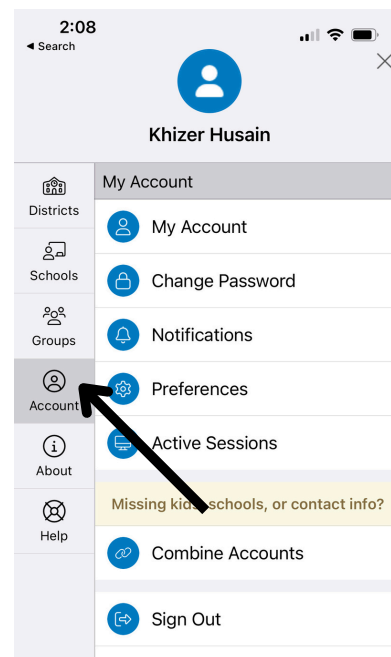 2:08
◄ Search
Khizer Husain
Districts
Schools
Groups
Account
About
Help
My Account
My Account
Change Password
Notifications
Preferences
Active Sessions
Missing kids, schools, or contact info?
Combine Accounts
Sign Out